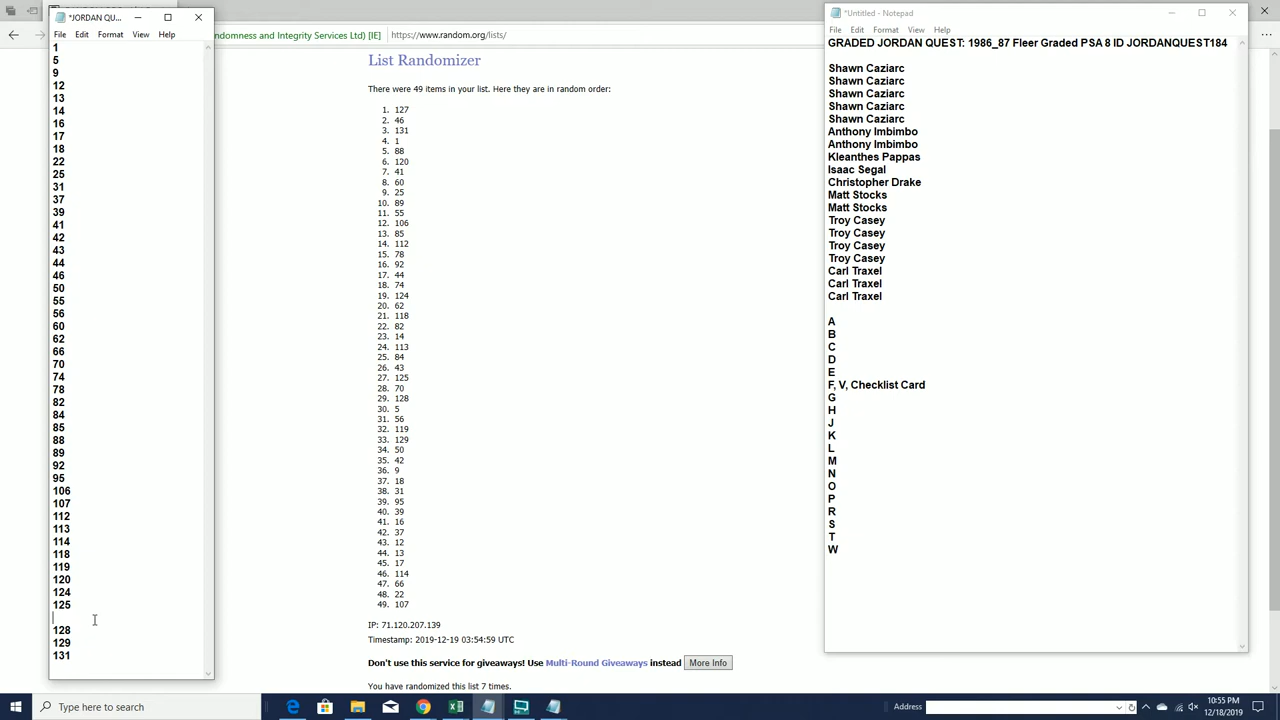 *JORDAN QU...
File Edit Format View Help
1
5
9
12
13
14
16
17
18
22
25
31
37
39
41
42
43
44
46
50
55
56
60
62
66
70
74
78
82
84
85
88
89
92
95
106
107
112
113
114
118
119
120
124
125
128
129
131
ndomness and Integrity Services Ltd) [IE] https://www.random.org/lists/
List Randomizer
There were 49 items in your list. Here they are in random order:
1. 127
2. 46
3. 131
4. 1
5. 88
6. 120
7. 41
8. 60
9. 25
10. 89
11. 55
12. 106
13. 85
14. 112
15. 78
16. 92
17. 44
18. 74
19. 124
20. 62
21. 118
22. 82
23. 14
24. 113
25. 84
26. 43
27. 125
28. 70
29. 128
30. 5
31. 56
32. 119
33. 129
34. 50
35. 42
36. 9
37. 18
38. 31
39. 95
40. 39
41. 16
42. 37
43. 12
44. 13
45. 17
46. 114
47. 66
48. 22
49. 107
IP: 71.120.207.139
Timestamp: 2019-12-19 03:54:59 UTC
Don't use this service for giveaways! Use Multi-Round Giveaways instead More Info
You have randomized this list 7 times.
*Untitled - Notepad
File Edit Format View Help
GRADED JORDAN QUEST: 1986_87 Fleer Graded PSA 8 ID JORDANQUEST184
Shawn Caziarc
Shawn Caziarc
Shawn Caziarc
Shawn Caziarc
Shawn Caziarc
Anthony Imbimbo
Anthony Imbimbo
Kleanthes Pappas
Isaac Segal
Christopher Drake
Matt Stocks
Matt Stocks
Troy Casey
Troy Casey
Troy Casey
Troy Casey
Carl Traxel
Carl Traxel
Carl Traxel
A
B
C
D
E
F, V, Checklist Card
G
H
J
K
L
M
N
O
P
R
S
T
W
Type here to search
Address
10:55 PM
12/18/2019